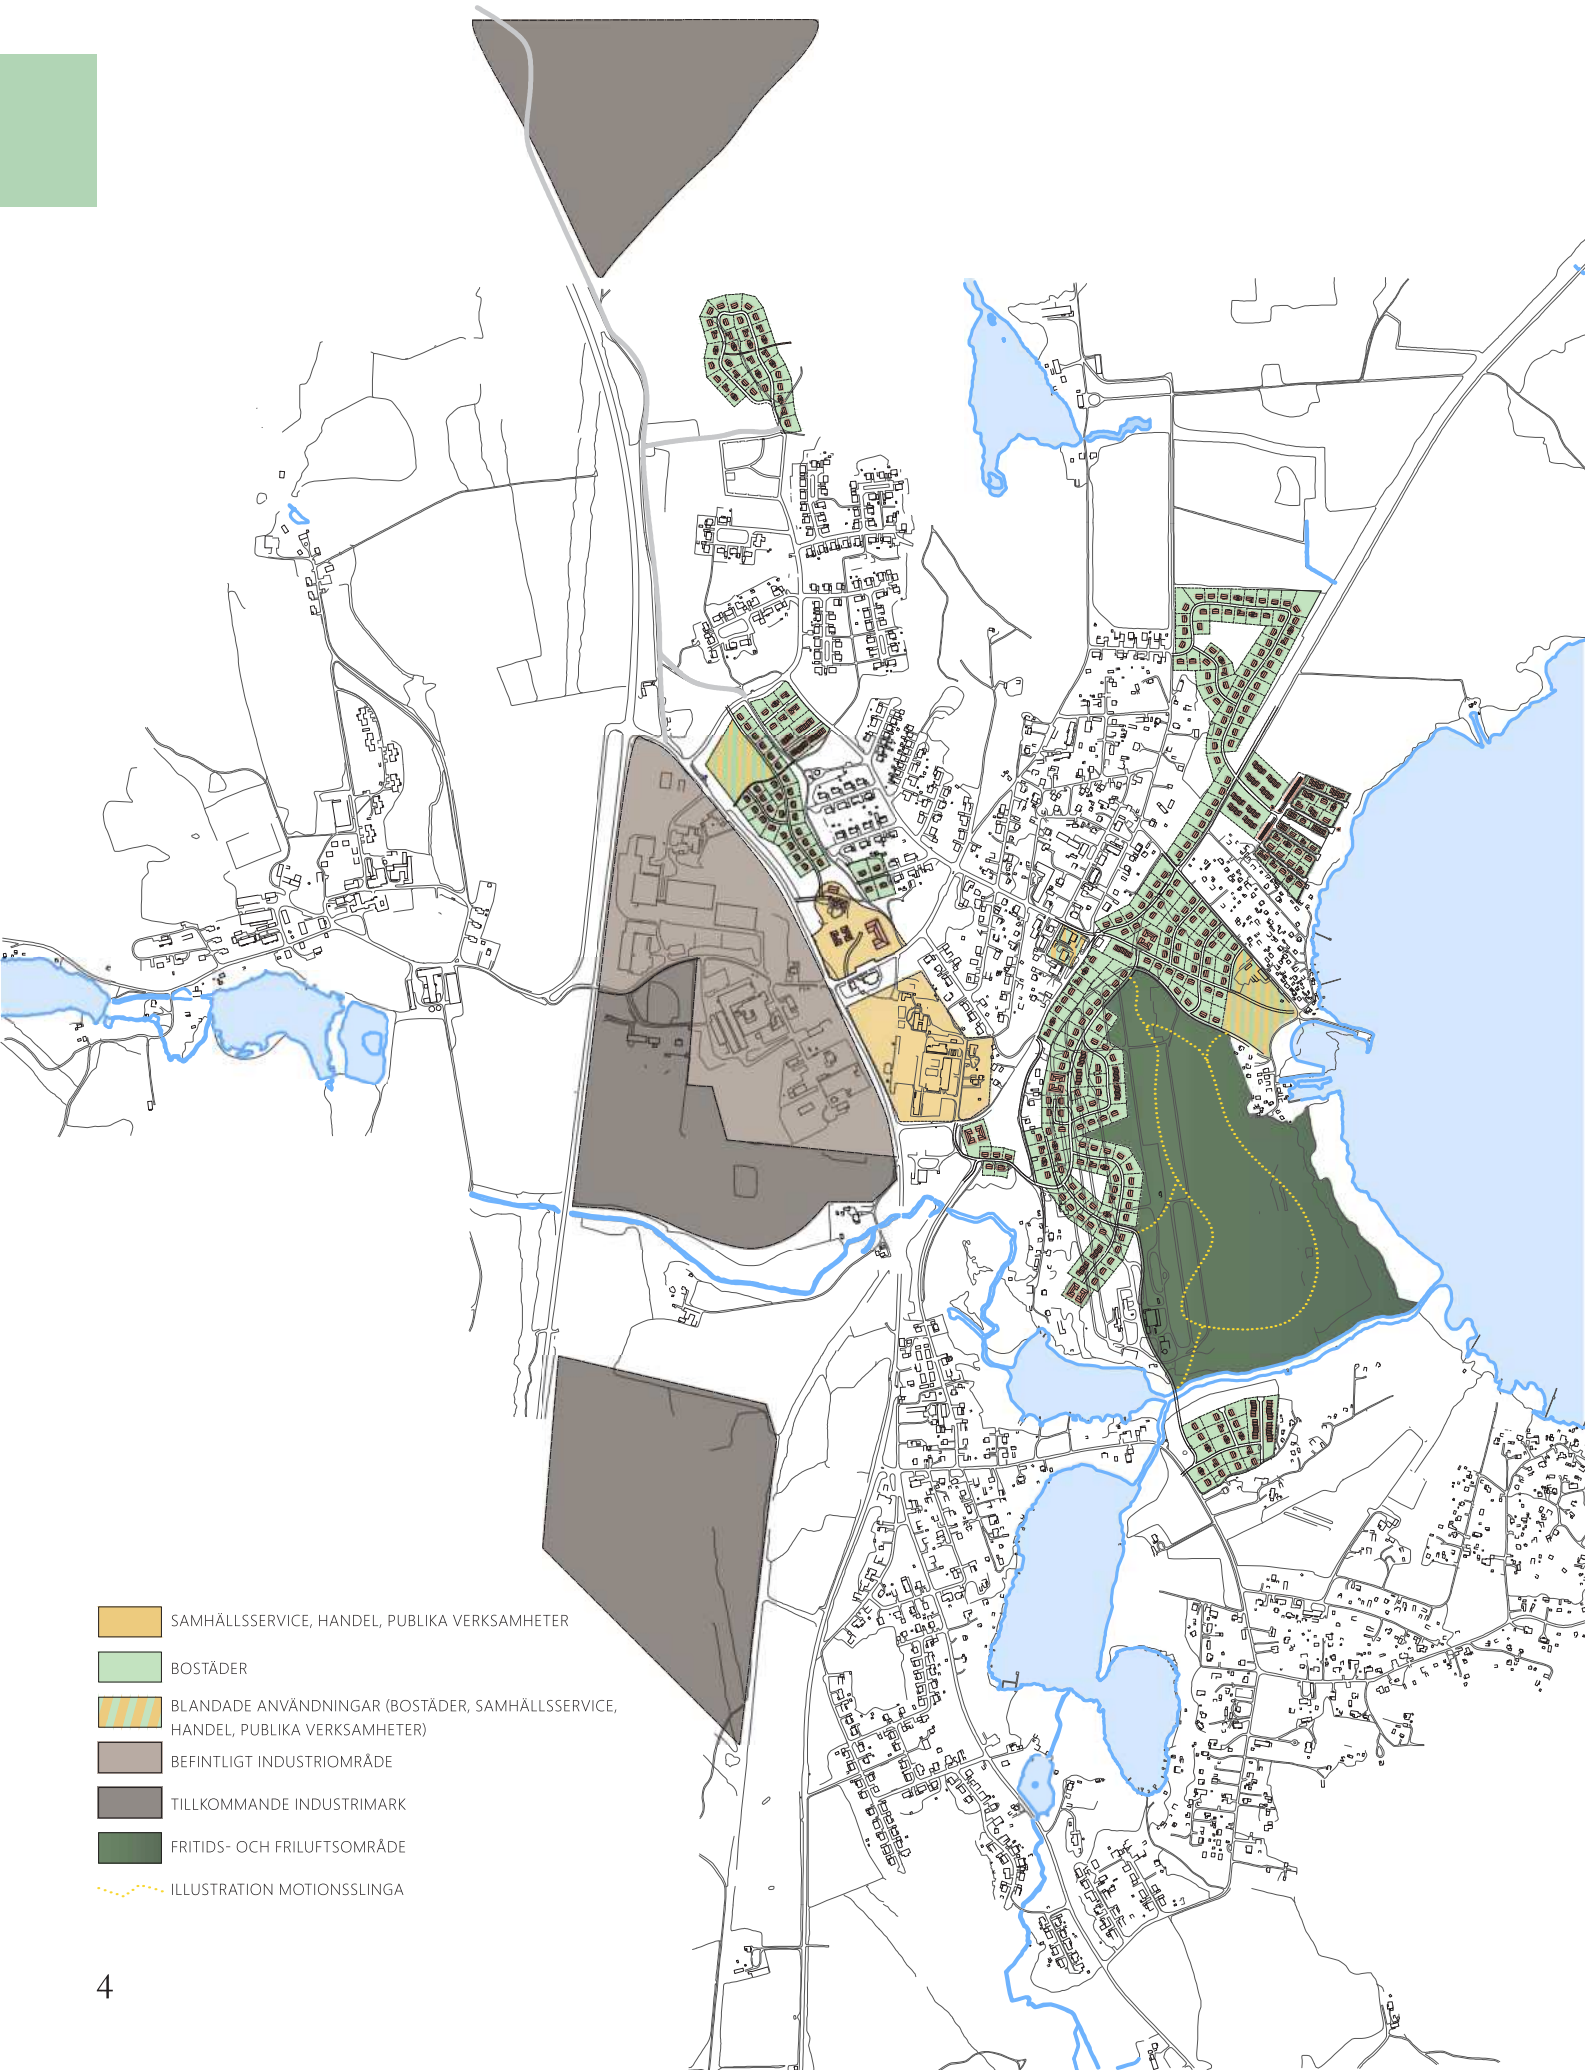 SAMHÄLLSSERVICE, HANDEL, PUBLIKA VERKSAMHETER
BOSTÄDER
BLANDADE ANVÄNDNINGAR (BOSTÄDER, SAMHÄLLSSERVICE,
HANDEL, PUBLIKA VERKSAMHETER)
BEFINTLIGT INDUSTRIOMRÅDE
TILLKOMMANDE INDUSTRIMARK
FRITIDS- OCH FRILUFTSOMRÅDE
ILLUSTRATION MOTIONSSLINGA
4